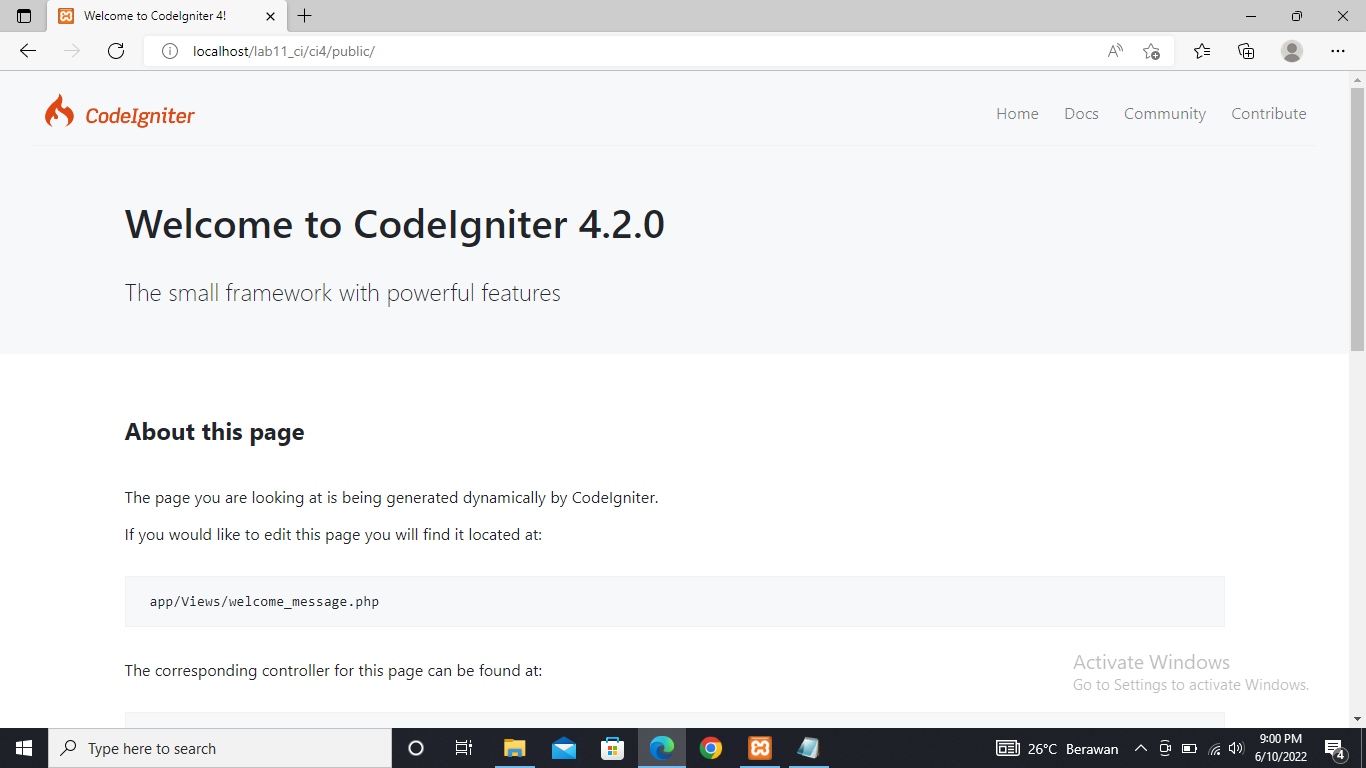 Welcome to CodeIgniter 4!
localhost/lab11_ci/ci4/public/
CodeIgniter
Home Docs Community Contribute
Welcome to CodeIgniter 4.2.0
The small framework with powerful features
About this page
The page you are looking at is being generated dynamically by CodeIgniter.
If you would like to edit this page you will find it located at:
app/Views/welcome_message.php
The corresponding controller for this page can be found at:
Activate Windows
Go to Settings to activate Windows.
Type here to search
26°C Berawan
9:00 PM
6/10/2022
4